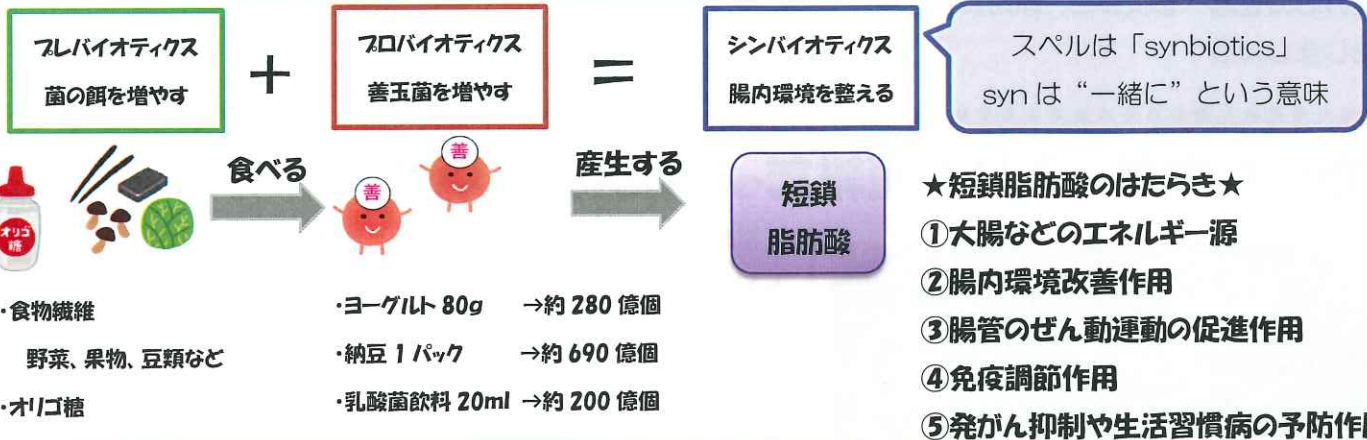 プレバイオティクス
菌の餌を増やす
＋
プロバイオティクス
善玉菌を増やす
＝
シンバイオティクス
腸内環境を整える
スペルは「synbiotics」
syn は“一緒に”という意味
オリゴ
糖
食べる
善
善
産生する
短鎖
脂肪酸
・食物繊維
野菜、果物、豆類など
・オリゴ糖
・ヨーグルト 80g →約 280 億個
・納豆 1 パック →約 690 億個
・乳酸菌飲料 20ml →約 200 億個
★短鎖脂肪酸のはたらき★
①大腸などのエネルギー源
②腸内環境改善作用
③腸管のぜん動運動の促進作用
④免疫調節作用
⑤発がん抑制や生活習慣病の予防作